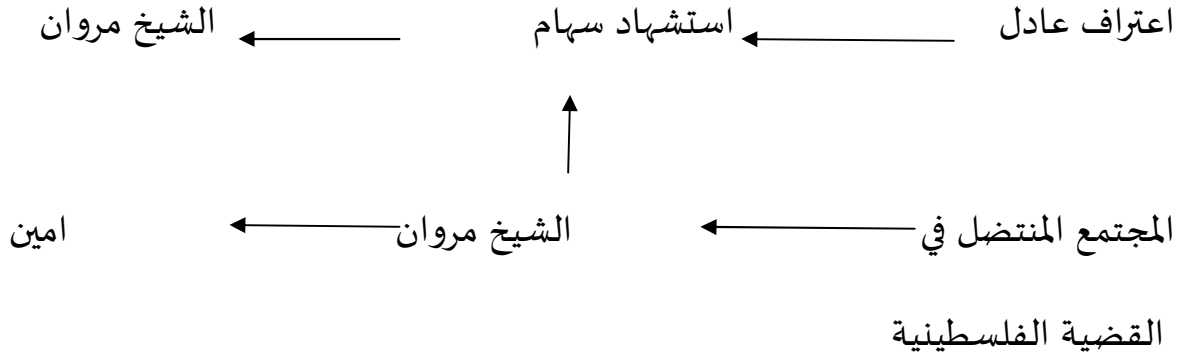 اعتراف عادل استشهاد سهام الشيخ مروان
المجتمع المنتضل في الشيخ مروان امين
القضية الفلسطينية